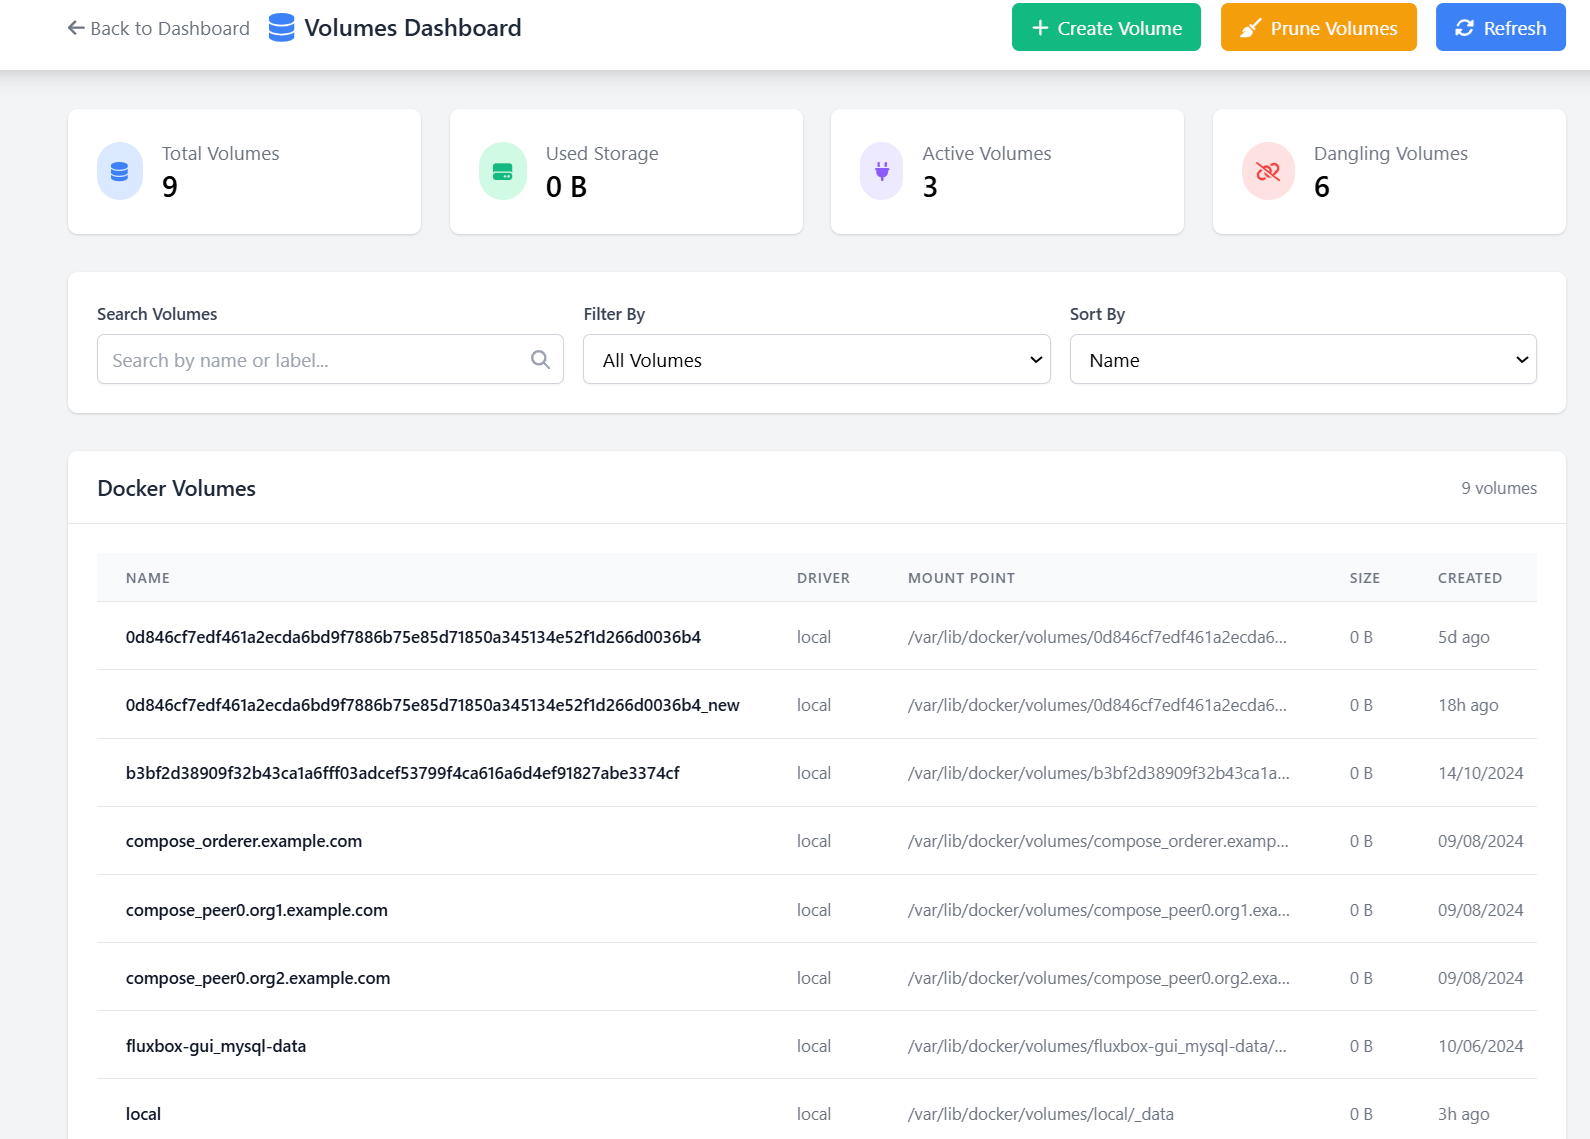 Back to Dashboard Volumes Dashboard Create Volume Prune Volumes Refresh
Total Volumes Used Storage Active Volumes Dangling Volumes
9 0 B 3 6
Search Volumes Filter By Sort By
Search by name or label... All Volumes Name
Docker Volumes 9 volumes
NAME DRIVER MOUNT POINT SIZE CREATED
0d846cf7edf461a2ecda6bd9f7886b75e85d71850a345134e52f1d266d0036b4 local /var/lib/docker/volumes/0d846cf7edf461a2ecda6... 0 B 5d ago
0d846cf7edf461a2ecda6bd9f7886b75e85d71850a345134e52f1d266d0036b4_new local /var/lib/docker/volumes/0d846cf7edf461a2ecda6... 0 B 18h ago
b3bf2d38909f32b43ca1a6fff03adcef53799f4ca616a6d4ef91827abe3374cf local /var/lib/docker/volumes/b3bf2d38909f32b43ca1a... 0 B 14/10/2024
compose_orderer.example.com local /var/lib/docker/volumes/compose_orderer.examp... 0 B 09/08/2024
compose_peer0.org1.example.com local /var/lib/docker/volumes/compose_peer0.org1.exa... 0 B 09/08/2024
compose_peer0.org2.example.com local /var/lib/docker/volumes/compose_peer0.org2.exa... 0 B 09/08/2024
fluxbox-gui_mysql-data local /var/lib/docker/volumes/fluxbox-gui_mysql-data/... 0 B 10/06/2024
local local /var/lib/docker/volumes/local/_data 0 B 3h ago